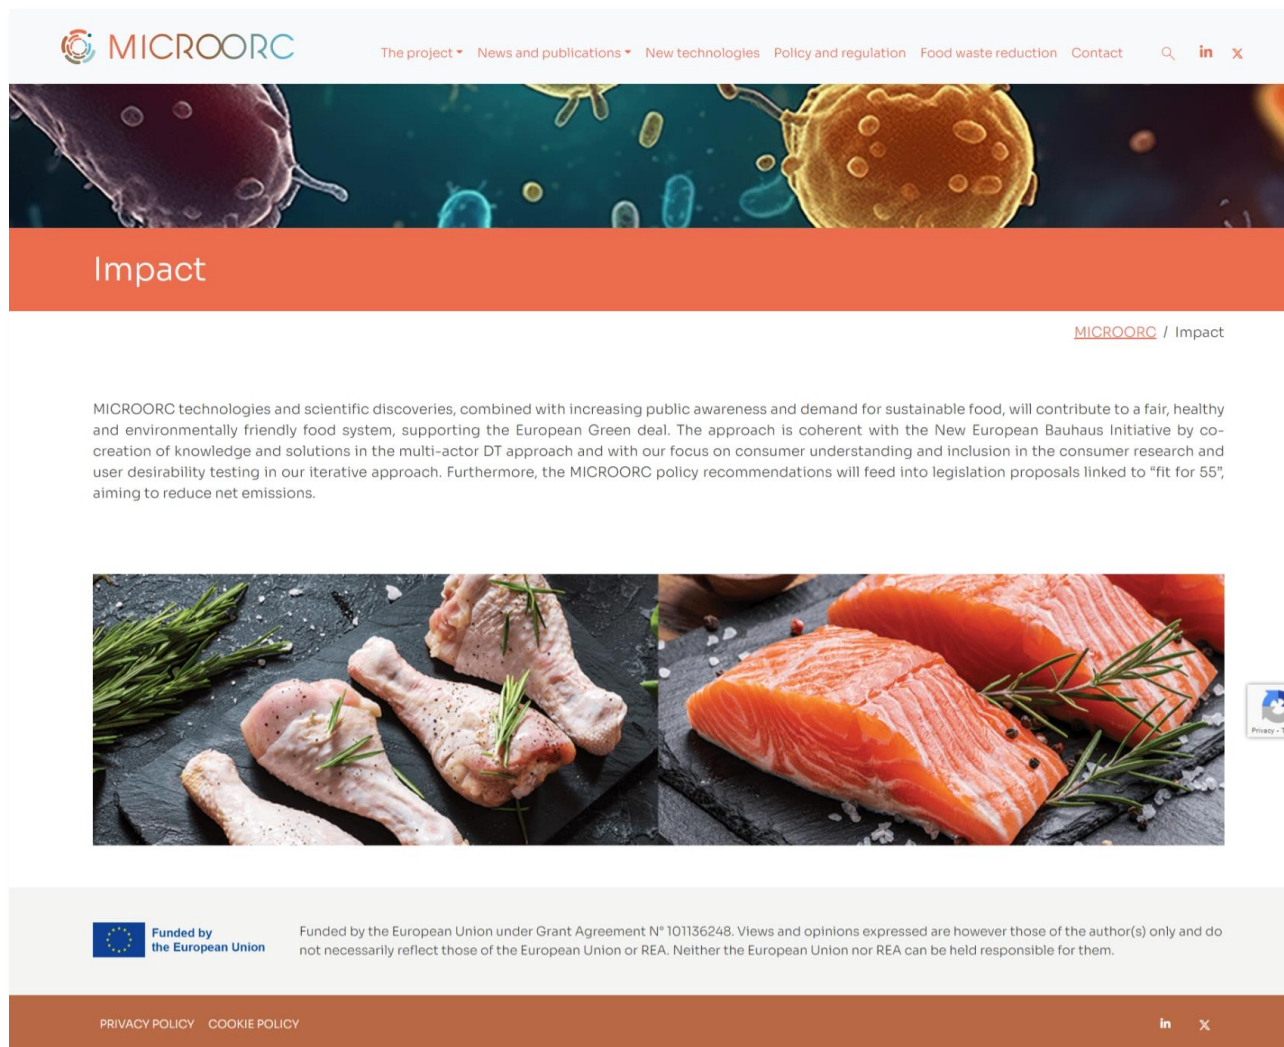 MICROORC
The project News and publications New technologies Policy and regulation Food waste reduction Contact
Impact
MICROORC / Impact
MICROORC technologies and scientific discoveries, combined with increasing public awareness and demand for sustainable food, will contribute to a fair, healthy
and environmentally friendly food system, supporting the European Green deal. The approach is coherent with the New European Bauhaus Initiative by co-
creation of knowledge and solutions in the multi-actor DT approach and with our focus on consumer understanding and inclusion in the consumer research and
user desirability testing in our iterative approach. Furthermore, the MICROORC policy recommendations will feed into legislation proposals linked to “fit for 55”,
aiming to reduce net emissions.
Privacy -
Funded by
the European Union
Funded by the European Union under Grant Agreement N° 101136248. Views and opinions expressed are however those of the author(s) only and do
not necessarily reflect those of the European Union or REA. Neither the European Union nor REA can be held responsible for them.
PRIVACY POLICY COOKIE POLICY
in X